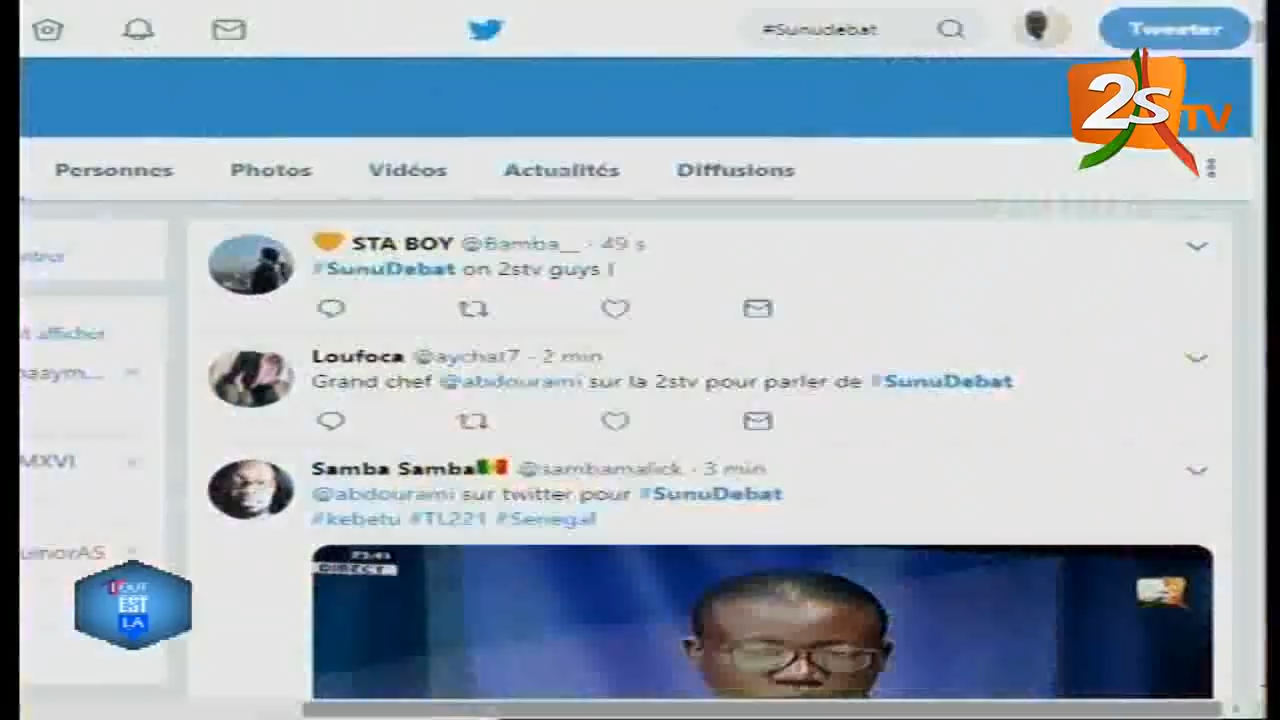 #Sunudebat
Tweeter
2s TV
Personnes Photos Vidéos Actualités Diffusions
STA BOY @Bamba__ · 49 s
#SunuDebat on 2stv guys !
Loufoca @aychat7 · 2 min
Grand chef @abdourami sur la 2stv pour parler de #SunuDebat
Samba Samba @sambamalick · 3 min
@abdourami sur twitter pour #SunuDebat
#kebetu #TL221 #Senegal
afficher
MXVI
DIRECT
TOUT
EST
LA